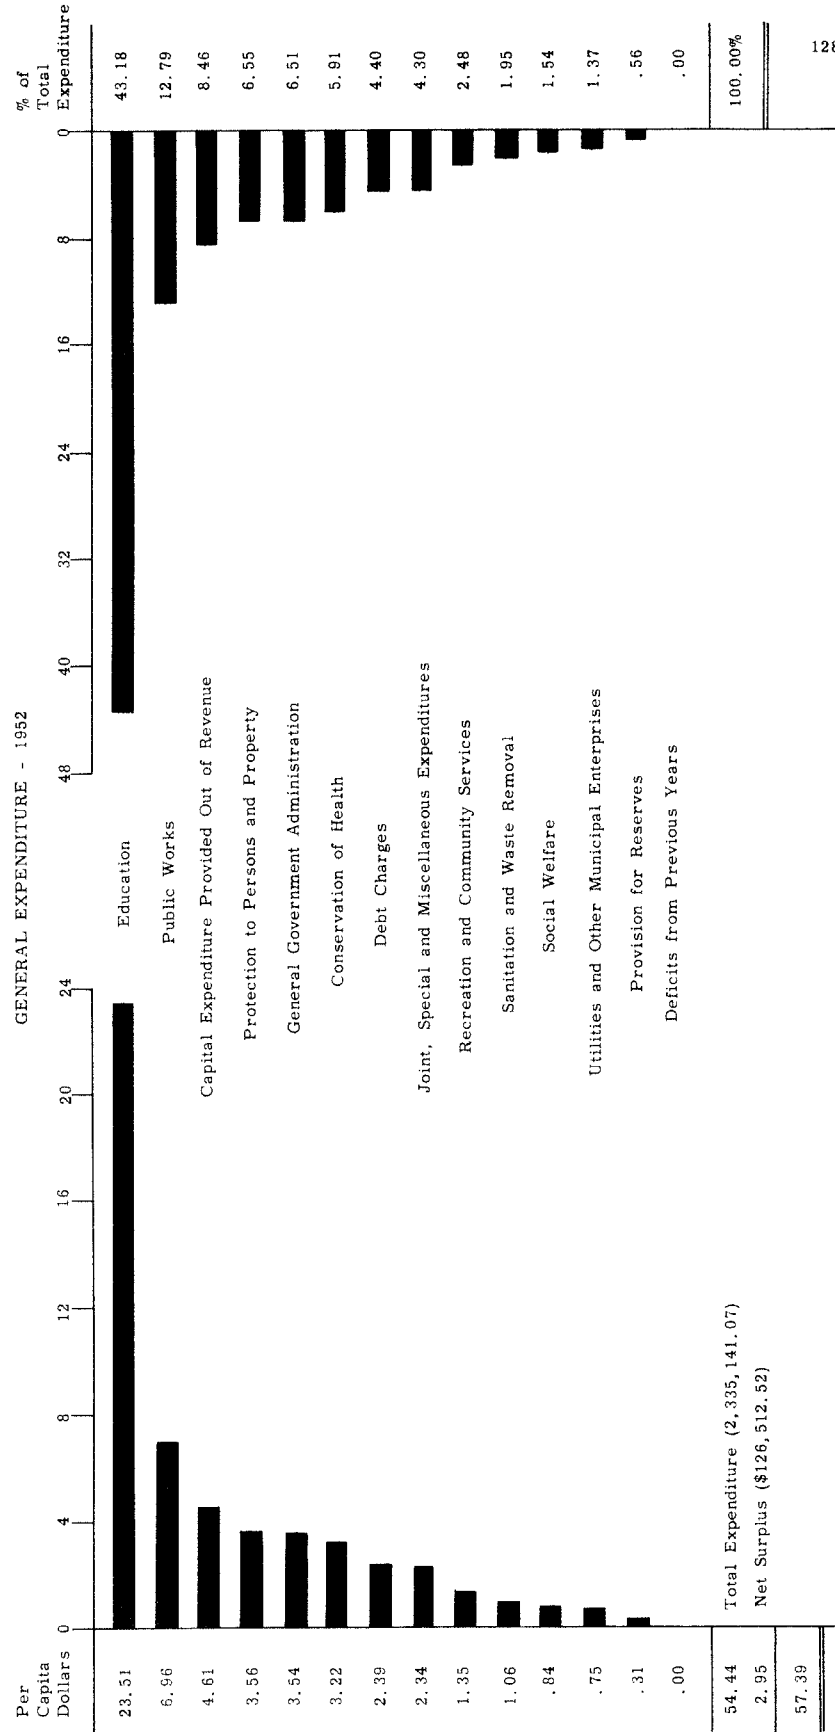 GENERAL EXPENDITURE - 1952
Per
Capita
Dollars
0 4 8 12 16 20 24
48 40 32 24 16 8 0
% of
Total
Expenditure
23.51 Education 43.18
6.96 Public Works 12.79
4.61 Capital Expenditure Provided Out of Revenue 8.46
3.56 Protection to Persons and Property 6.55
3.54 General Government Administration 6.51
3.22 Conservation of Health 5.91
2.39 Debt Charges 4.40
2.34 Joint, Special and Miscellaneous Expenditures 4.30
1.35 Recreation and Community Services 2.48
1.06 Sanitation and Waste Removal 1.95
.84 Social Welfare 1.54
.75 Utilities and Other Municipal Enterprises 1.37
.31 Provision for Reserves .56
.00 Deficits from Previous Years .00
54.44 Total Expenditure (2,335,141.07) 100.00%
2.95 Net Surplus ($126,512.52)
57.39
128